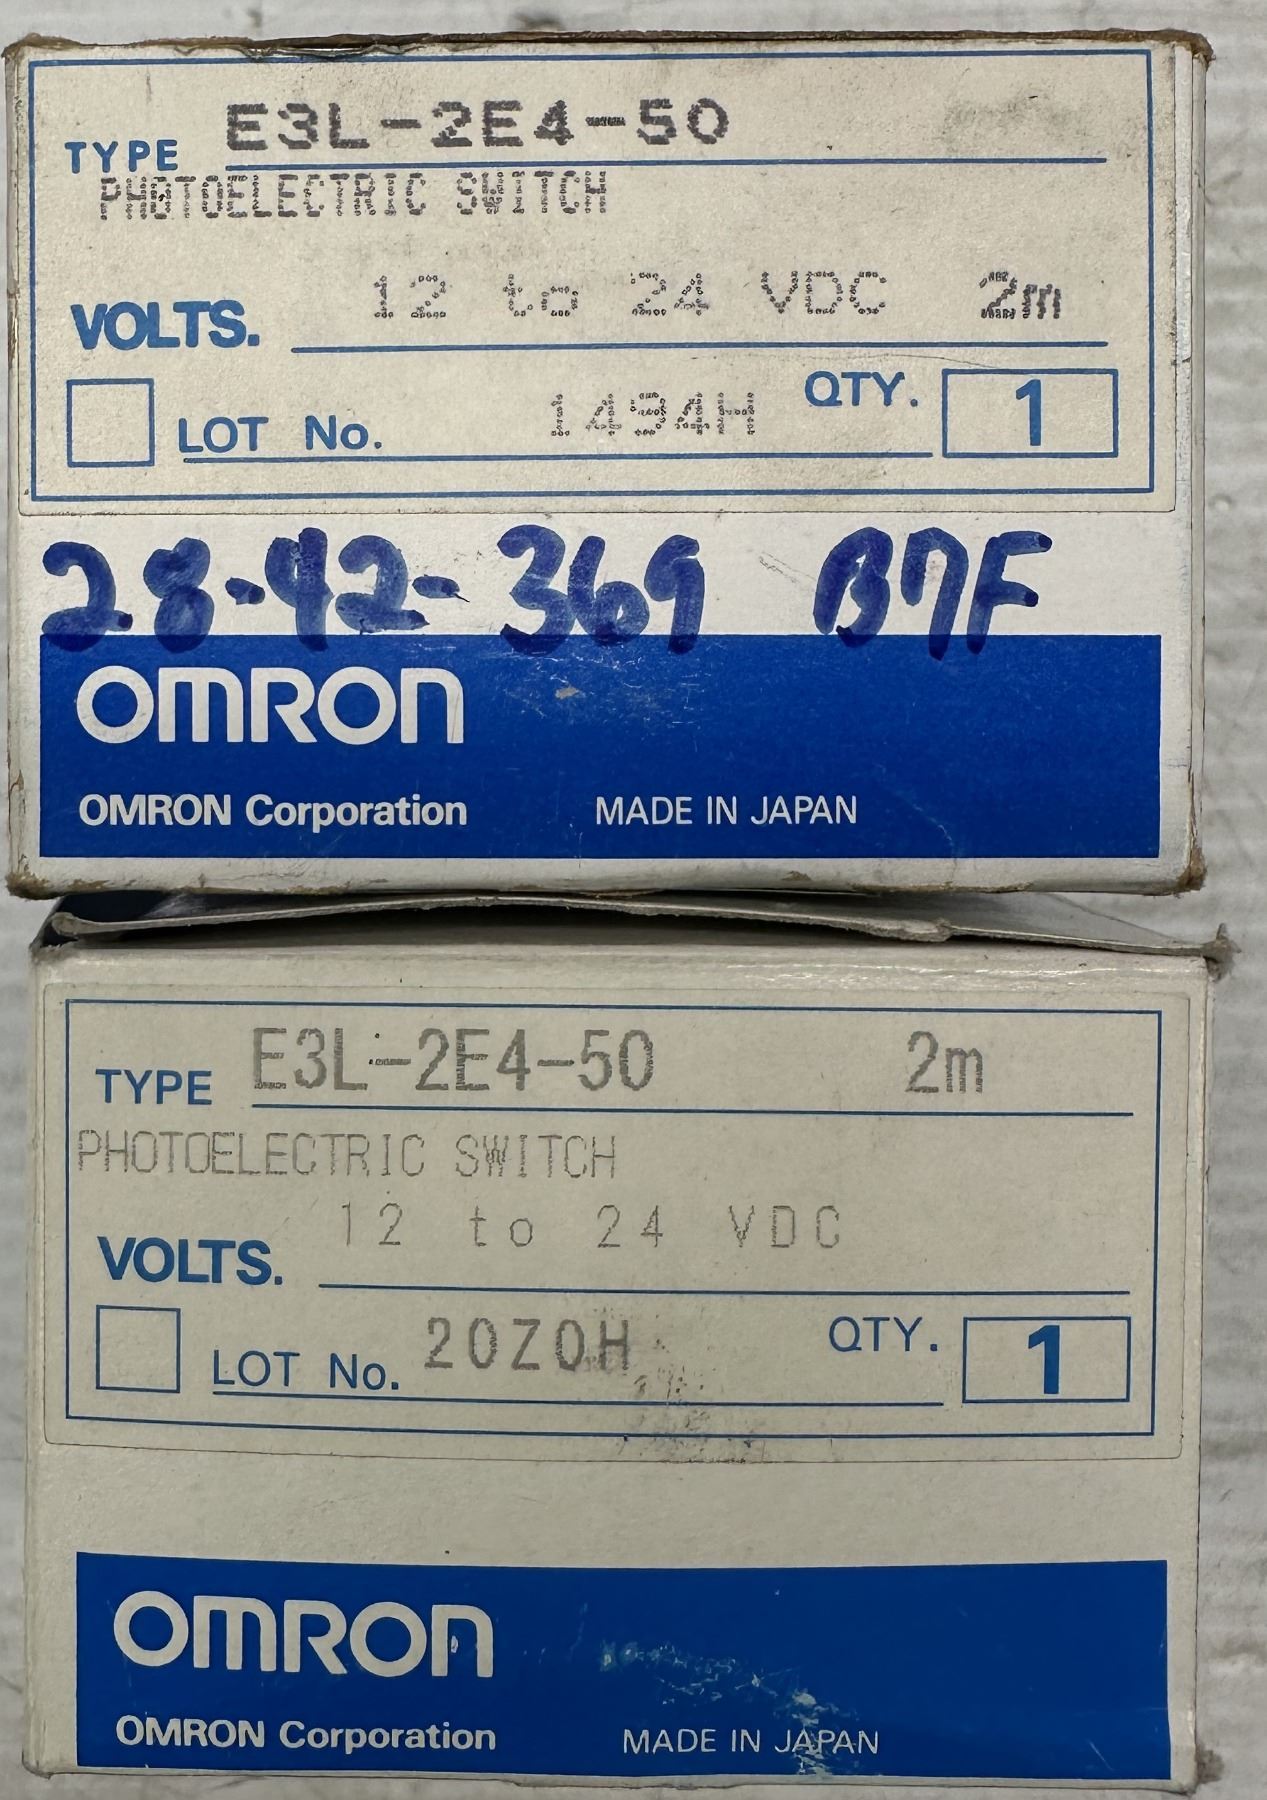 TYPE E3L-2E4-50
PHOTOELECTRIC SWITCH
VOLTS. 12 to 24 VDC 2m
LOT No. QTY. 1
28-42-369 B7F
OMRON
OMRON Corporation MADE IN JAPAN
TYPE E3L-2E4-50 2m
PHOTOELECTRIC SWITCH
VOLTS. 12 to 24 VDC
LOT No. 20Z0H QTY. 1
OMRON
OMRON Corporation MADE IN JAPAN